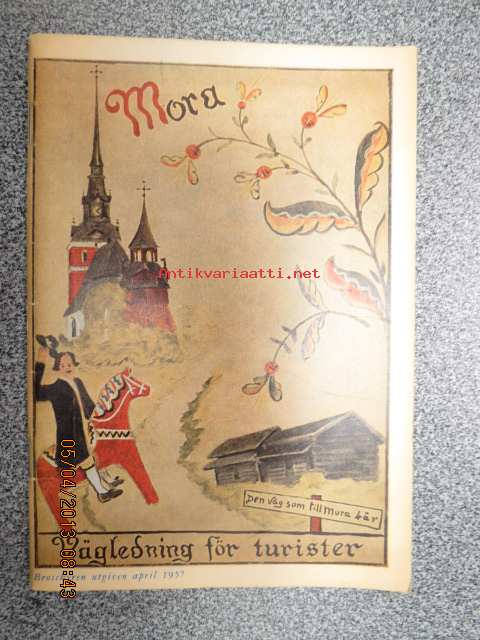 Mora
Antikvariaatti.net
Den väg som till Mora bär
Vägledning för turister
Broschyren utgiven april 1957
05/04/2013 08:43